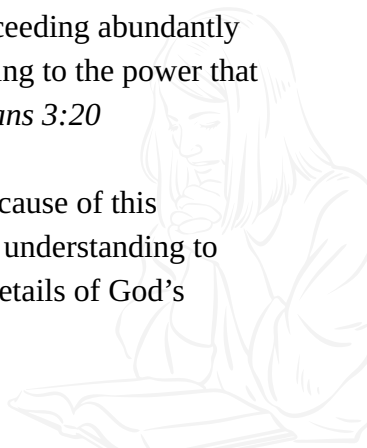 ceeding abundantly
ing to the power that
ans 3:20
cause of this
understanding to
etails of God’s